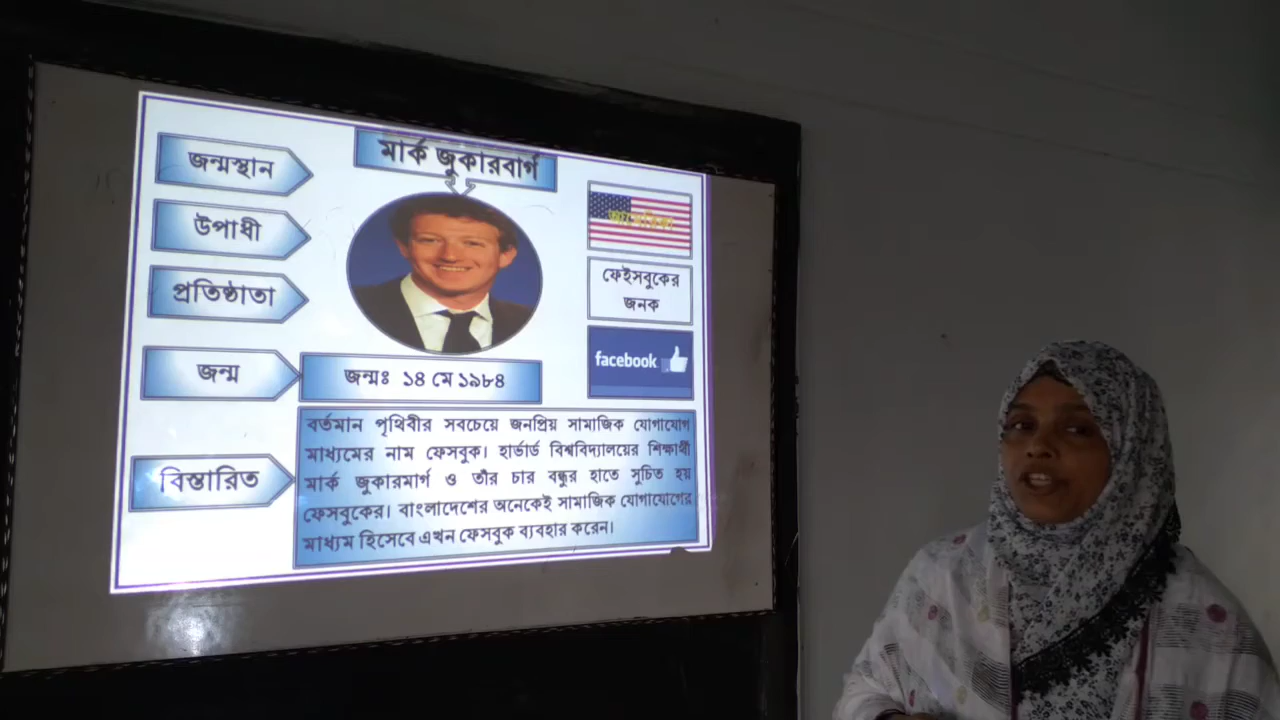 মার্ক জুকারবার্গ
জন্মস্থান
আমেরিকা
উপাধী
ফেইসবুকের
জনক
প্রতিষ্ঠাতা
facebook
জন্ম
জন্মঃ ১৪ মে ১৯৮৪
বিস্তারিত
বর্তমান পৃথিবীর সবচেয়ে জনপ্রিয় সামাজিক যোগাযোগ
মাধ্যমের নাম ফেসবুক। হার্ভার্ড বিশ্ববিদ্যালয়ের শিক্ষার্থী
মার্ক জুকারমার্গ ও তাঁর চার বন্ধুর হাতে সুচিত হয়
ফেসবুকের। বাংলাদেশের অনেকেই সামাজিক যোগাযোগের
মাধ্যম হিসেবে এখন ফেসবুক ব্যবহার করেন।